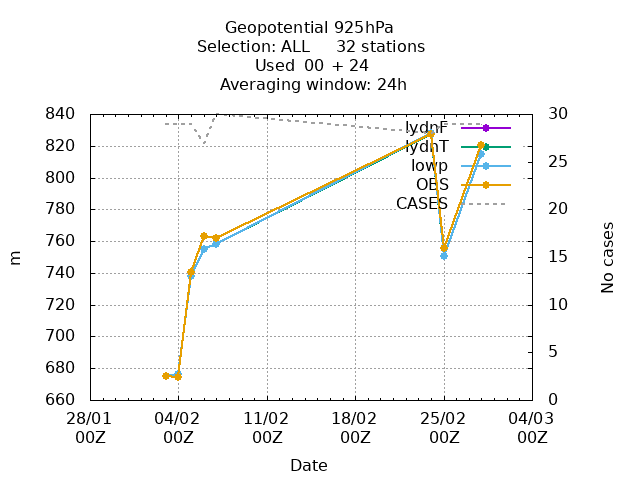 Geopotential 925hPa
Selection: ALL 32 stations
Used 00 + 24
Averaging window: 24h
840
820
800
780
760
740
720
700
680
660
m
30
25
20
15
10
5
0
No cases
lydnF
lydnT
lowp
OBS
CASES
28/01 04/02 11/02 18/02 25/02 04/03
00Z 00Z 00Z 00Z 00Z 00Z
Date